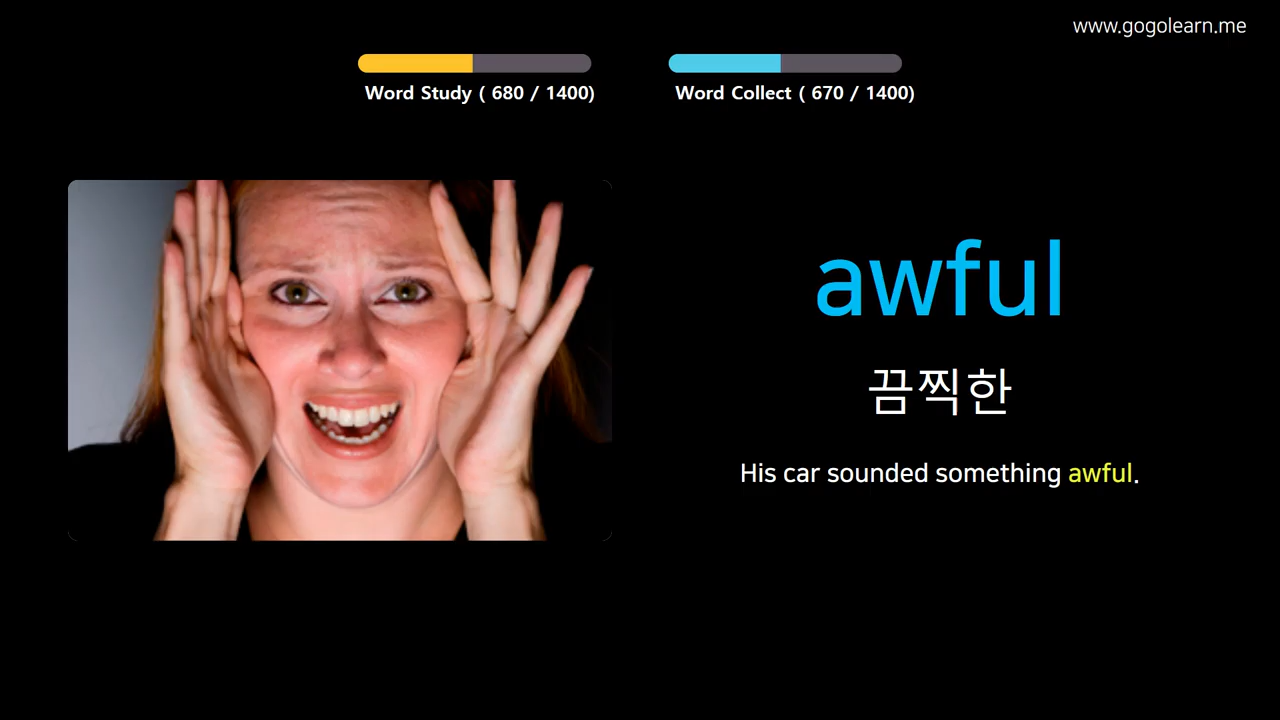 www.gogolearn.me
Word Study ( 680 / 1400)
Word Collect ( 670 / 1400)
awful
끔찍한
His car sounded something awful.